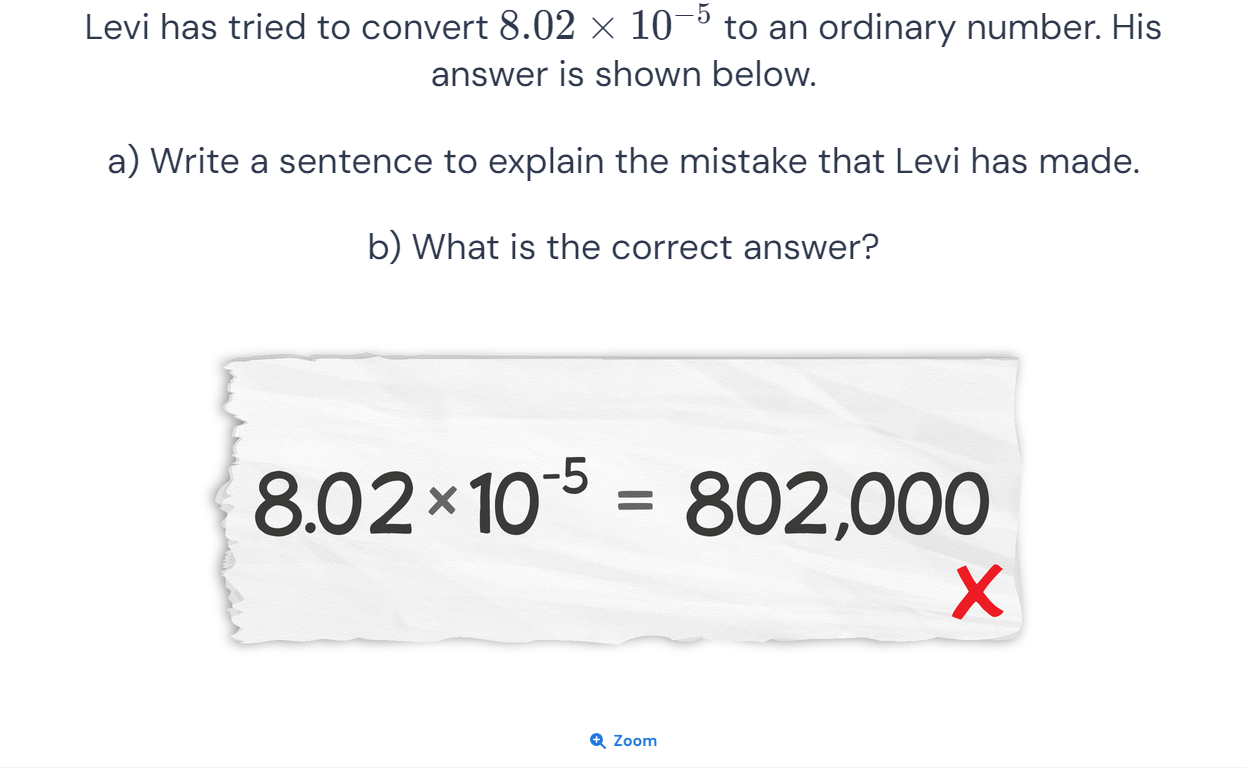 Levi has tried to convert 8.02 × 10⁻⁵ to an ordinary number. His
answer is shown below.
a) Write a sentence to explain the mistake that Levi has made.
b) What is the correct answer?
8.02 × 10⁻⁵ = 802,000
Zoom